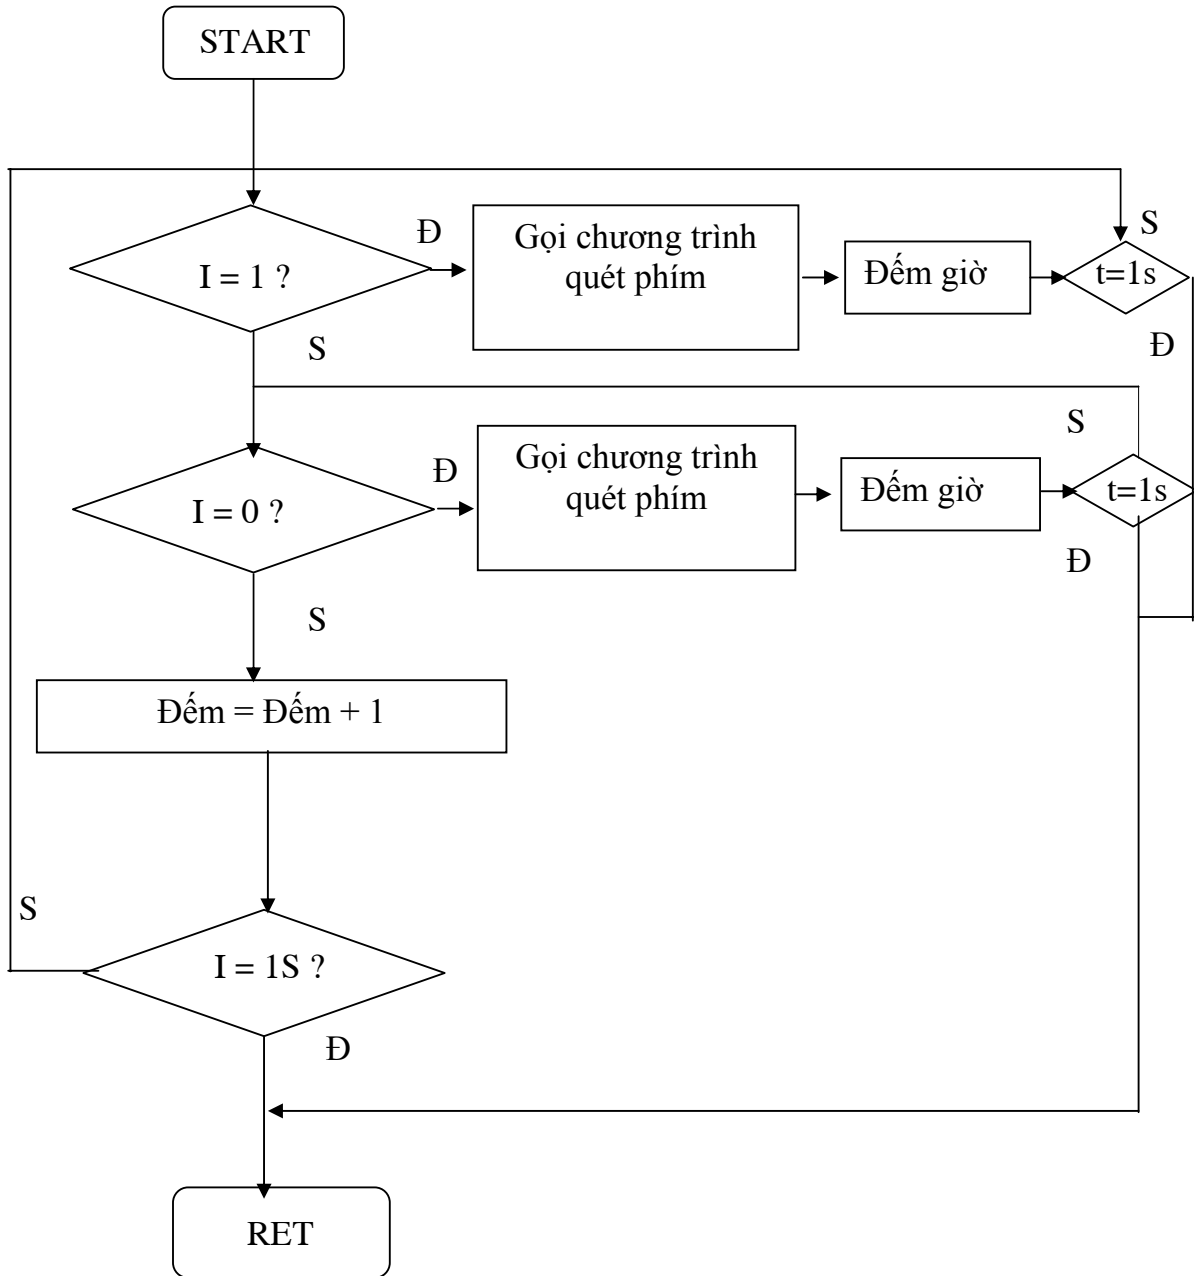 START
I = 1 ?
Đ
Gọi chương trình
quét phím
Đếm giờ
S
t=1s
Đ
S
I = 0 ?
Đ
Gọi chương trình
quét phím
Đếm giờ
S
t=1s
Đ
S
Đếm = Đếm + 1
S
I = 1S ?
Đ
RET